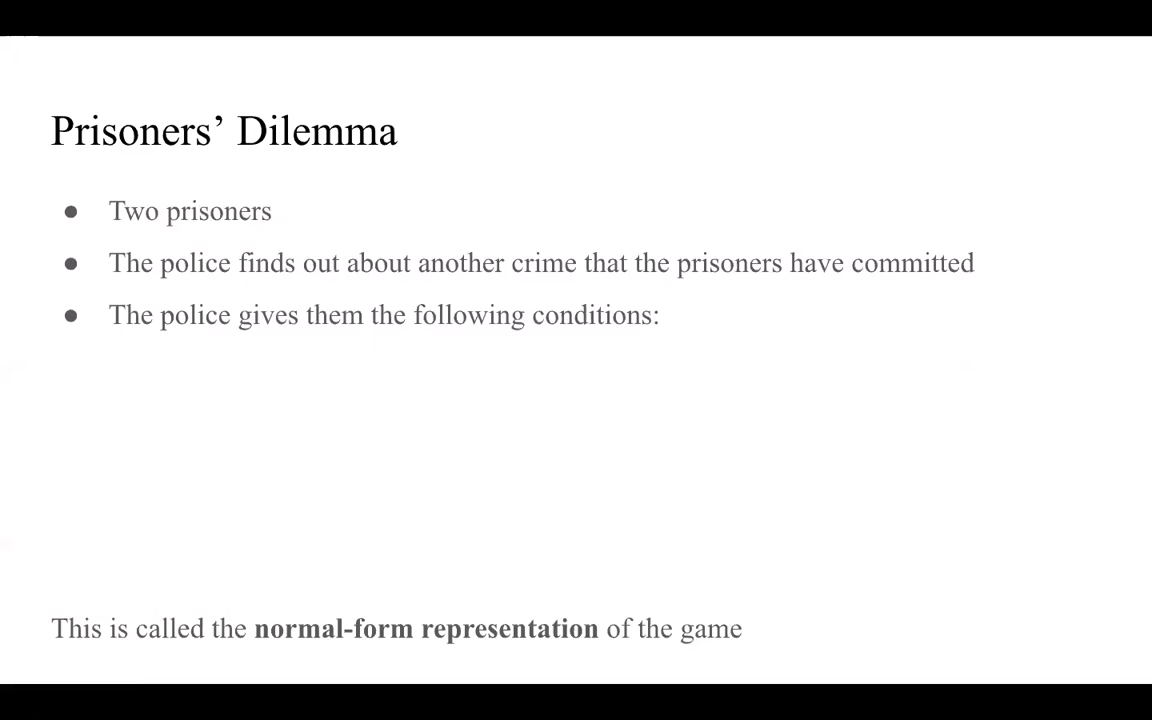 Prisoners’ Dilemma
● Two prisoners
● The police finds out about another crime that the prisoners have committed
● The police gives them the following conditions:
This is called the normal-form representation of the game